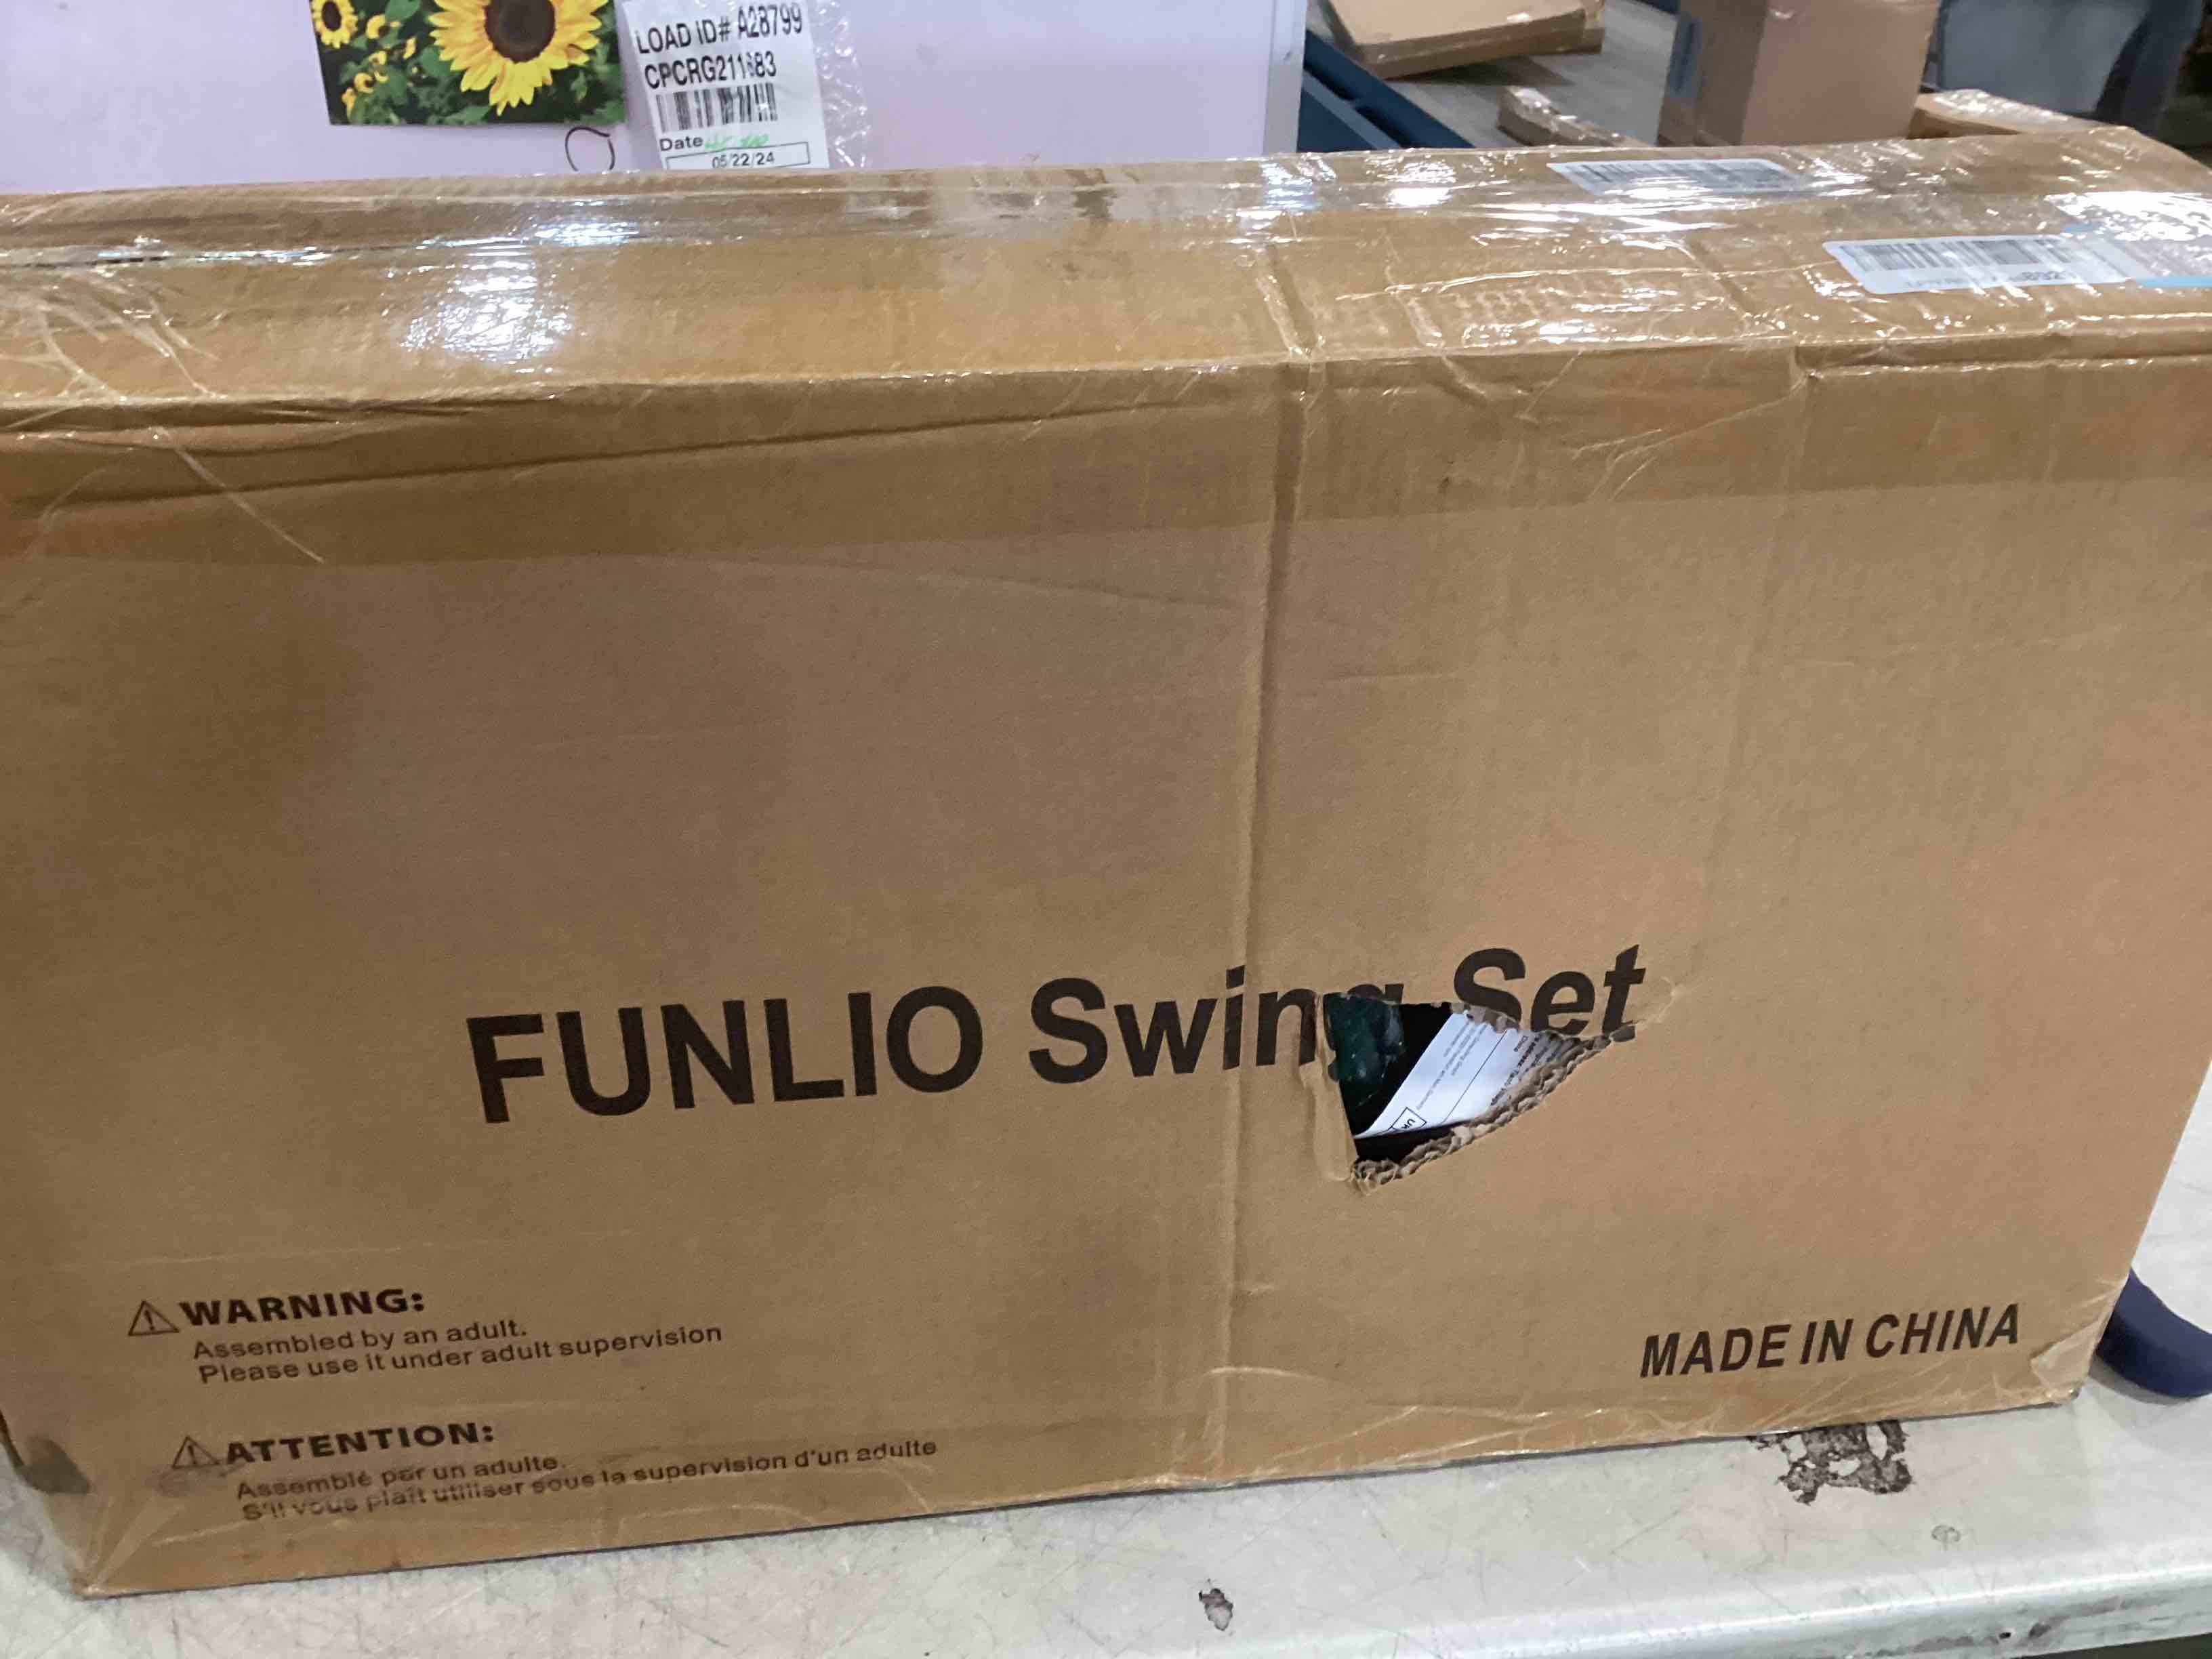 LOAD ID# A28799
CPCRG211683
Date
05/22/24
FUNLIO Swing Set
WARNING:
Assembled by an adult.
Please use it under adult supervision
MADE IN CHINA
ATTENTION:
Assemblé par un adulte.
S'il vous plaît utiliser sous la supervision d'un adulte